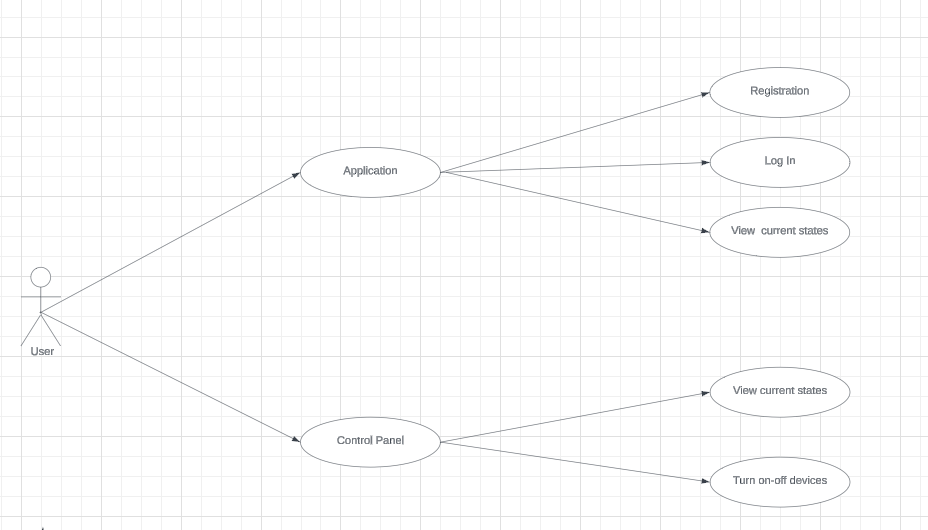 Registration
Application
Log In
View  current states
User
View current states
Control Panel
Turn on-off devices